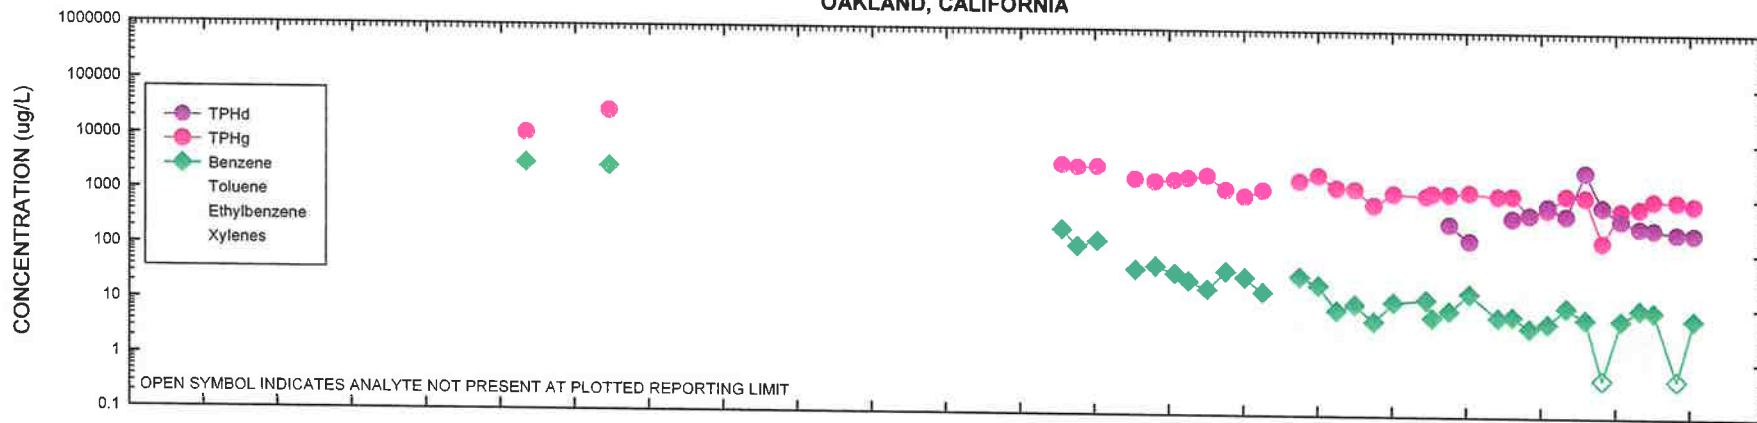 OAKLAND, CALIFORNIA
CONCENTRATION (ug/L)
1000000
100000
10000
1000
100
10
1
0.1
TPHd
TPHg
Benzene
Toluene
Ethylbenzene
Xylenes
OPEN SYMBOL INDICATES ANALYTE NOT PRESENT AT PLOTTED REPORTING LIMIT